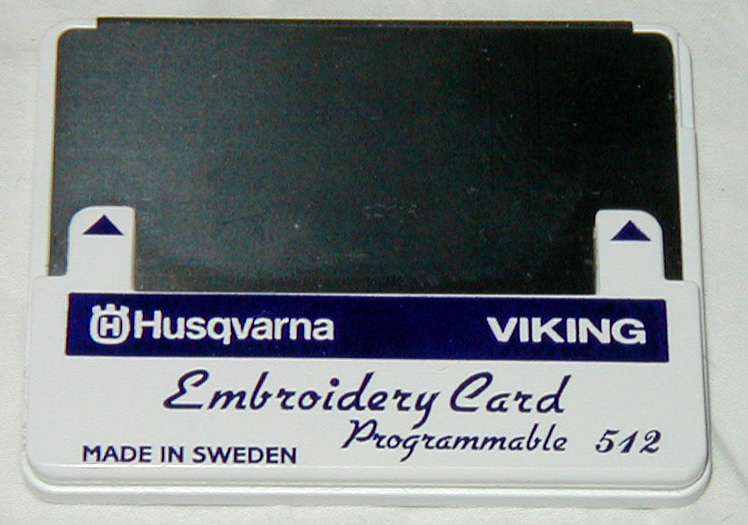 Husqvarna VIKING
Embroidery Card
Programmable 512
MADE IN SWEDEN